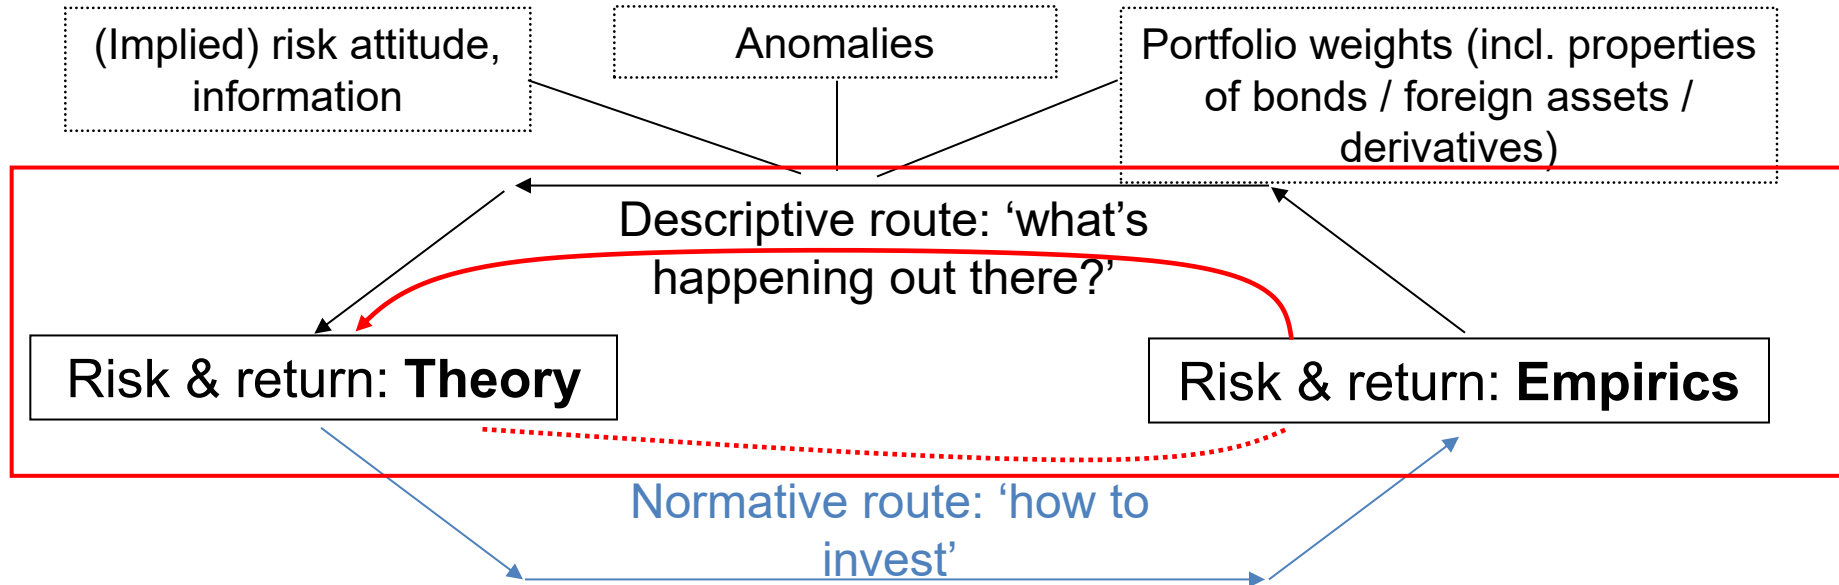 (Implied) risk attitude,
information
Anomalies
Portfolio weights (incl. properties
of bonds / foreign assets /
derivatives)
Descriptive route: ‘what’s
happening out there?’
Risk & return: Theory
Risk & return: Empirics
Normative route: ‘how to
invest’